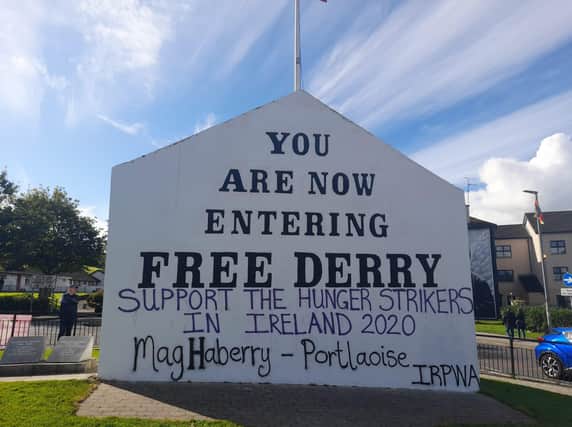 YOU
ARE NOW
ENTERING
FREE DERRY
SUPPORT THE HUNGER STRIKERS
IN IRELAND 2020
MagHaberry - Portlaoise
IRPWA